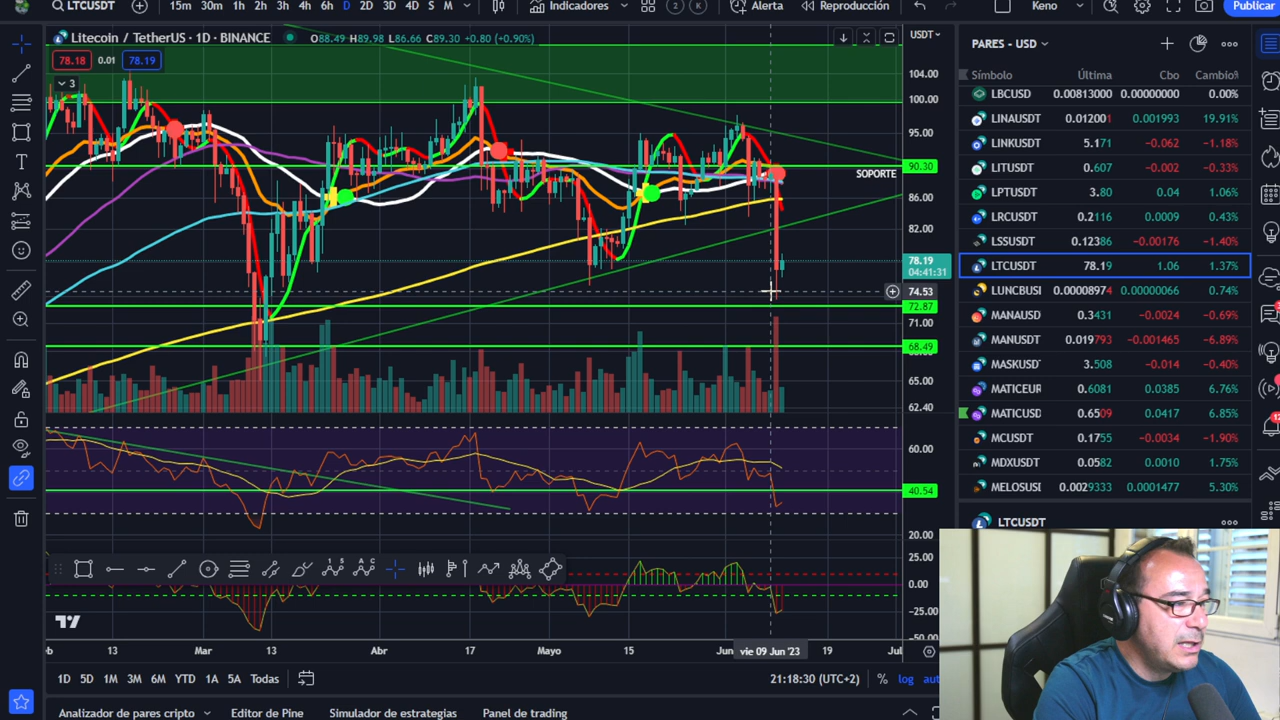 LTCUSDT
15m 30m 1h 2h 3h 4h 6h D 2D 3D 4D S M
Indicadores
2 K
Alerta
Reproducción
Keno
Publicar
Litecoin / TetherUS · 1D · BINANCE
O88.49 H89.98 L86.66 C89.30 +0.80 (+0.90%)
USDT
78.18 0.01 78.19
3
104.00
100.00
95.00
90.30
SOPORTE
86.00
82.00
78.19
04:41:31
74.53
72.87
71.00
68.49
65.00
62.40
60.00
40.54
20.00
25.00
0.00
-25.00
-50.00
13 Mar 13 Abr 17 Mayo 15 Jun vie 09 Jun '23 19 Jul
1D 5D 1M 3M 6M YTD 1A 5A Todas
21:18:30 (UTC+2) % log
Analizador de pares cripto Editor de Pine Simulador de estrategias Panel de trading
PARES - USD
Símbolo Última Cbo Cambio%
LBCUSD 0.00813000 0.00000000 0.00%
LINAUSDT 0.012001 0.001993 19.91%
LINKUSDT 5.171 -0.062 -1.18%
LITUSDT 0.607 -0.002 -0.33%
LPTUSDT 3.80 0.04 1.06%
LRCUSDT 0.2116 0.0009 0.43%
LSSUSDT 0.12386 -0.00176 -1.40%
LTCUSDT 78.19 1.06 1.37%
LUNCBUSI 0.00008974 0.00000066 0.74%
MANAUSD 0.3431 -0.0024 -0.69%
MANUSDT 0.019793 -0.001465 -6.89%
MASKUSDT 3.508 -0.014 -0.40%
MATICEUR 0.6081 0.0385 6.76%
MATICUSD 0.6509 0.0417 6.85%
MCUSDT 0.1755 -0.0034 -1.90%
MDXUSDT 0.0582 0.0010 1.75%
MELOSUSI 0.0029333 0.0001477 5.30%
LTCUSDT